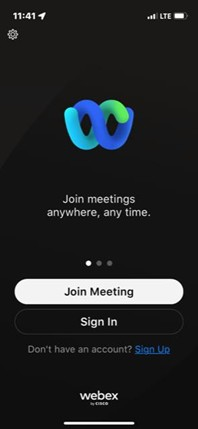 11:41
LTE
Join meetings
anywhere, any time.
Join Meeting
Sign In
Don't have an account? Sign Up
webex
by CISCO